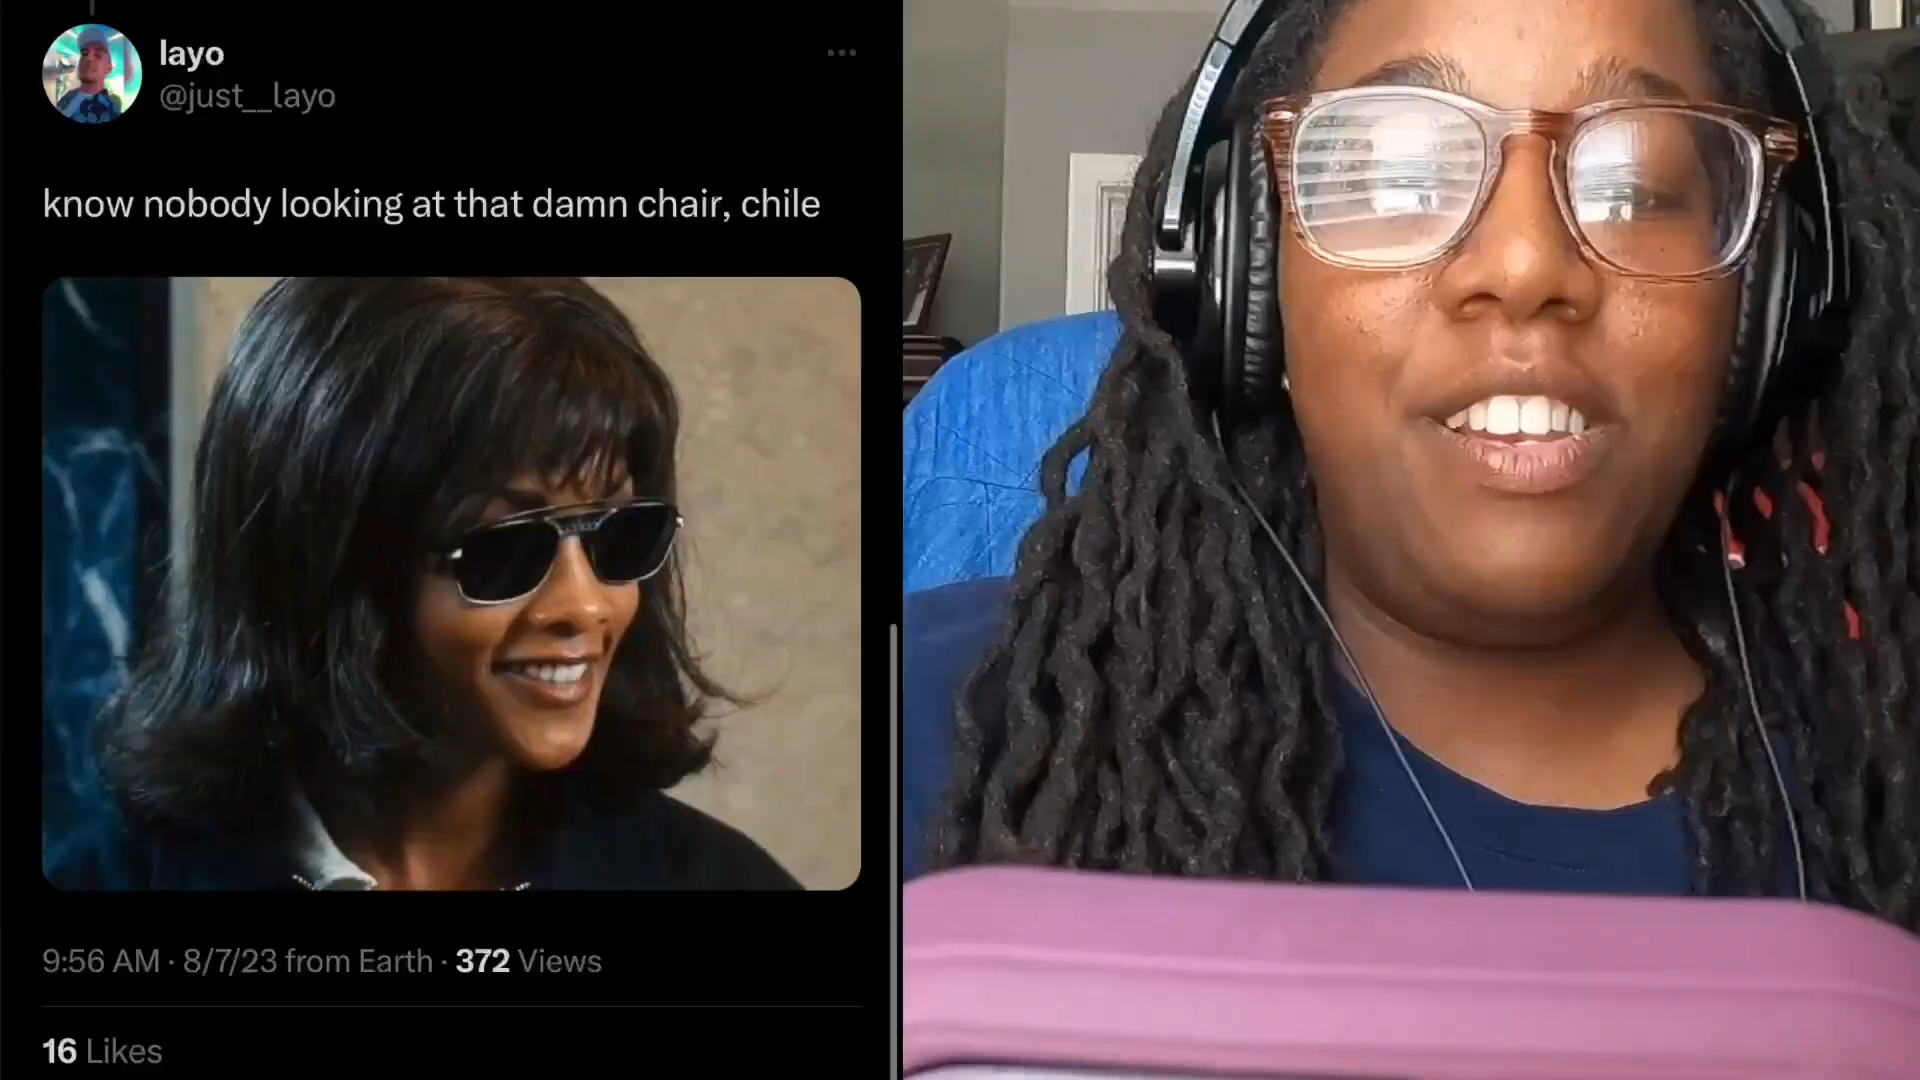 layo
@just__layo
know nobody looking at that damn chair, chile
9:56 AM · 8/7/23 from Earth · 372 Views
16 Likes